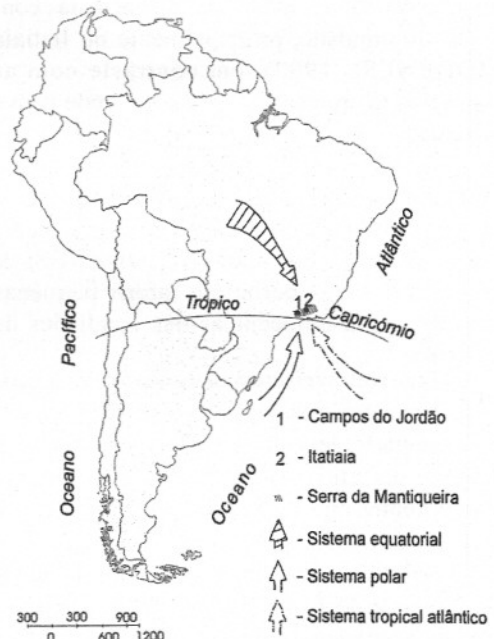 Atlântico
Trópico
12
Capricórnio
Pacífico
Oceano
Oceano
1 - Campos do Jordão
2 - Itatiaia
- Serra da Mantiqueira
- Sistema equatorial
- Sistema polar
- Sistema tropical atlântico
300 300 900
0 600 1200